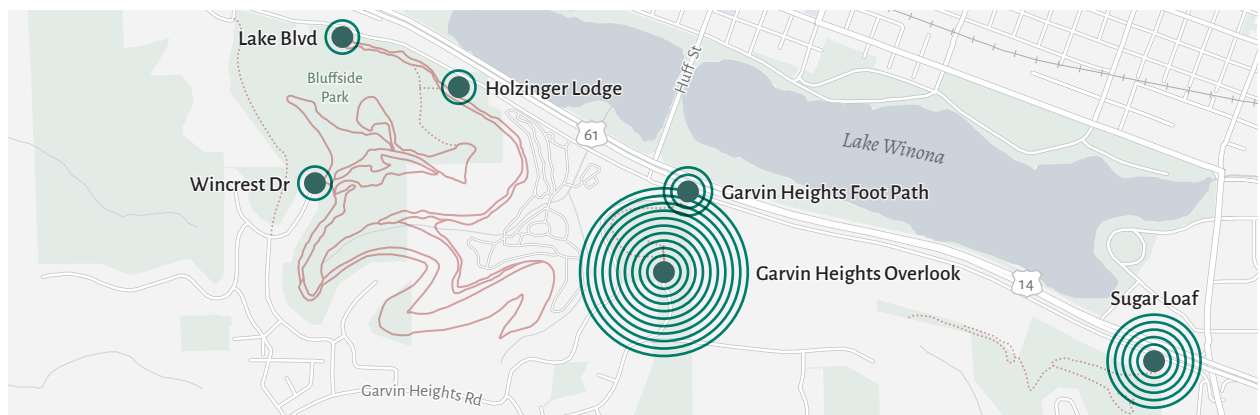 Lake Blvd
Bluffside
Park
Holzinger Lodge
Huff St
61
Lake Winona
Wincrest Dr
Garvin Heights Foot Path
Garvin Heights Overlook
14
Sugar Loaf
Garvin Heights Rd